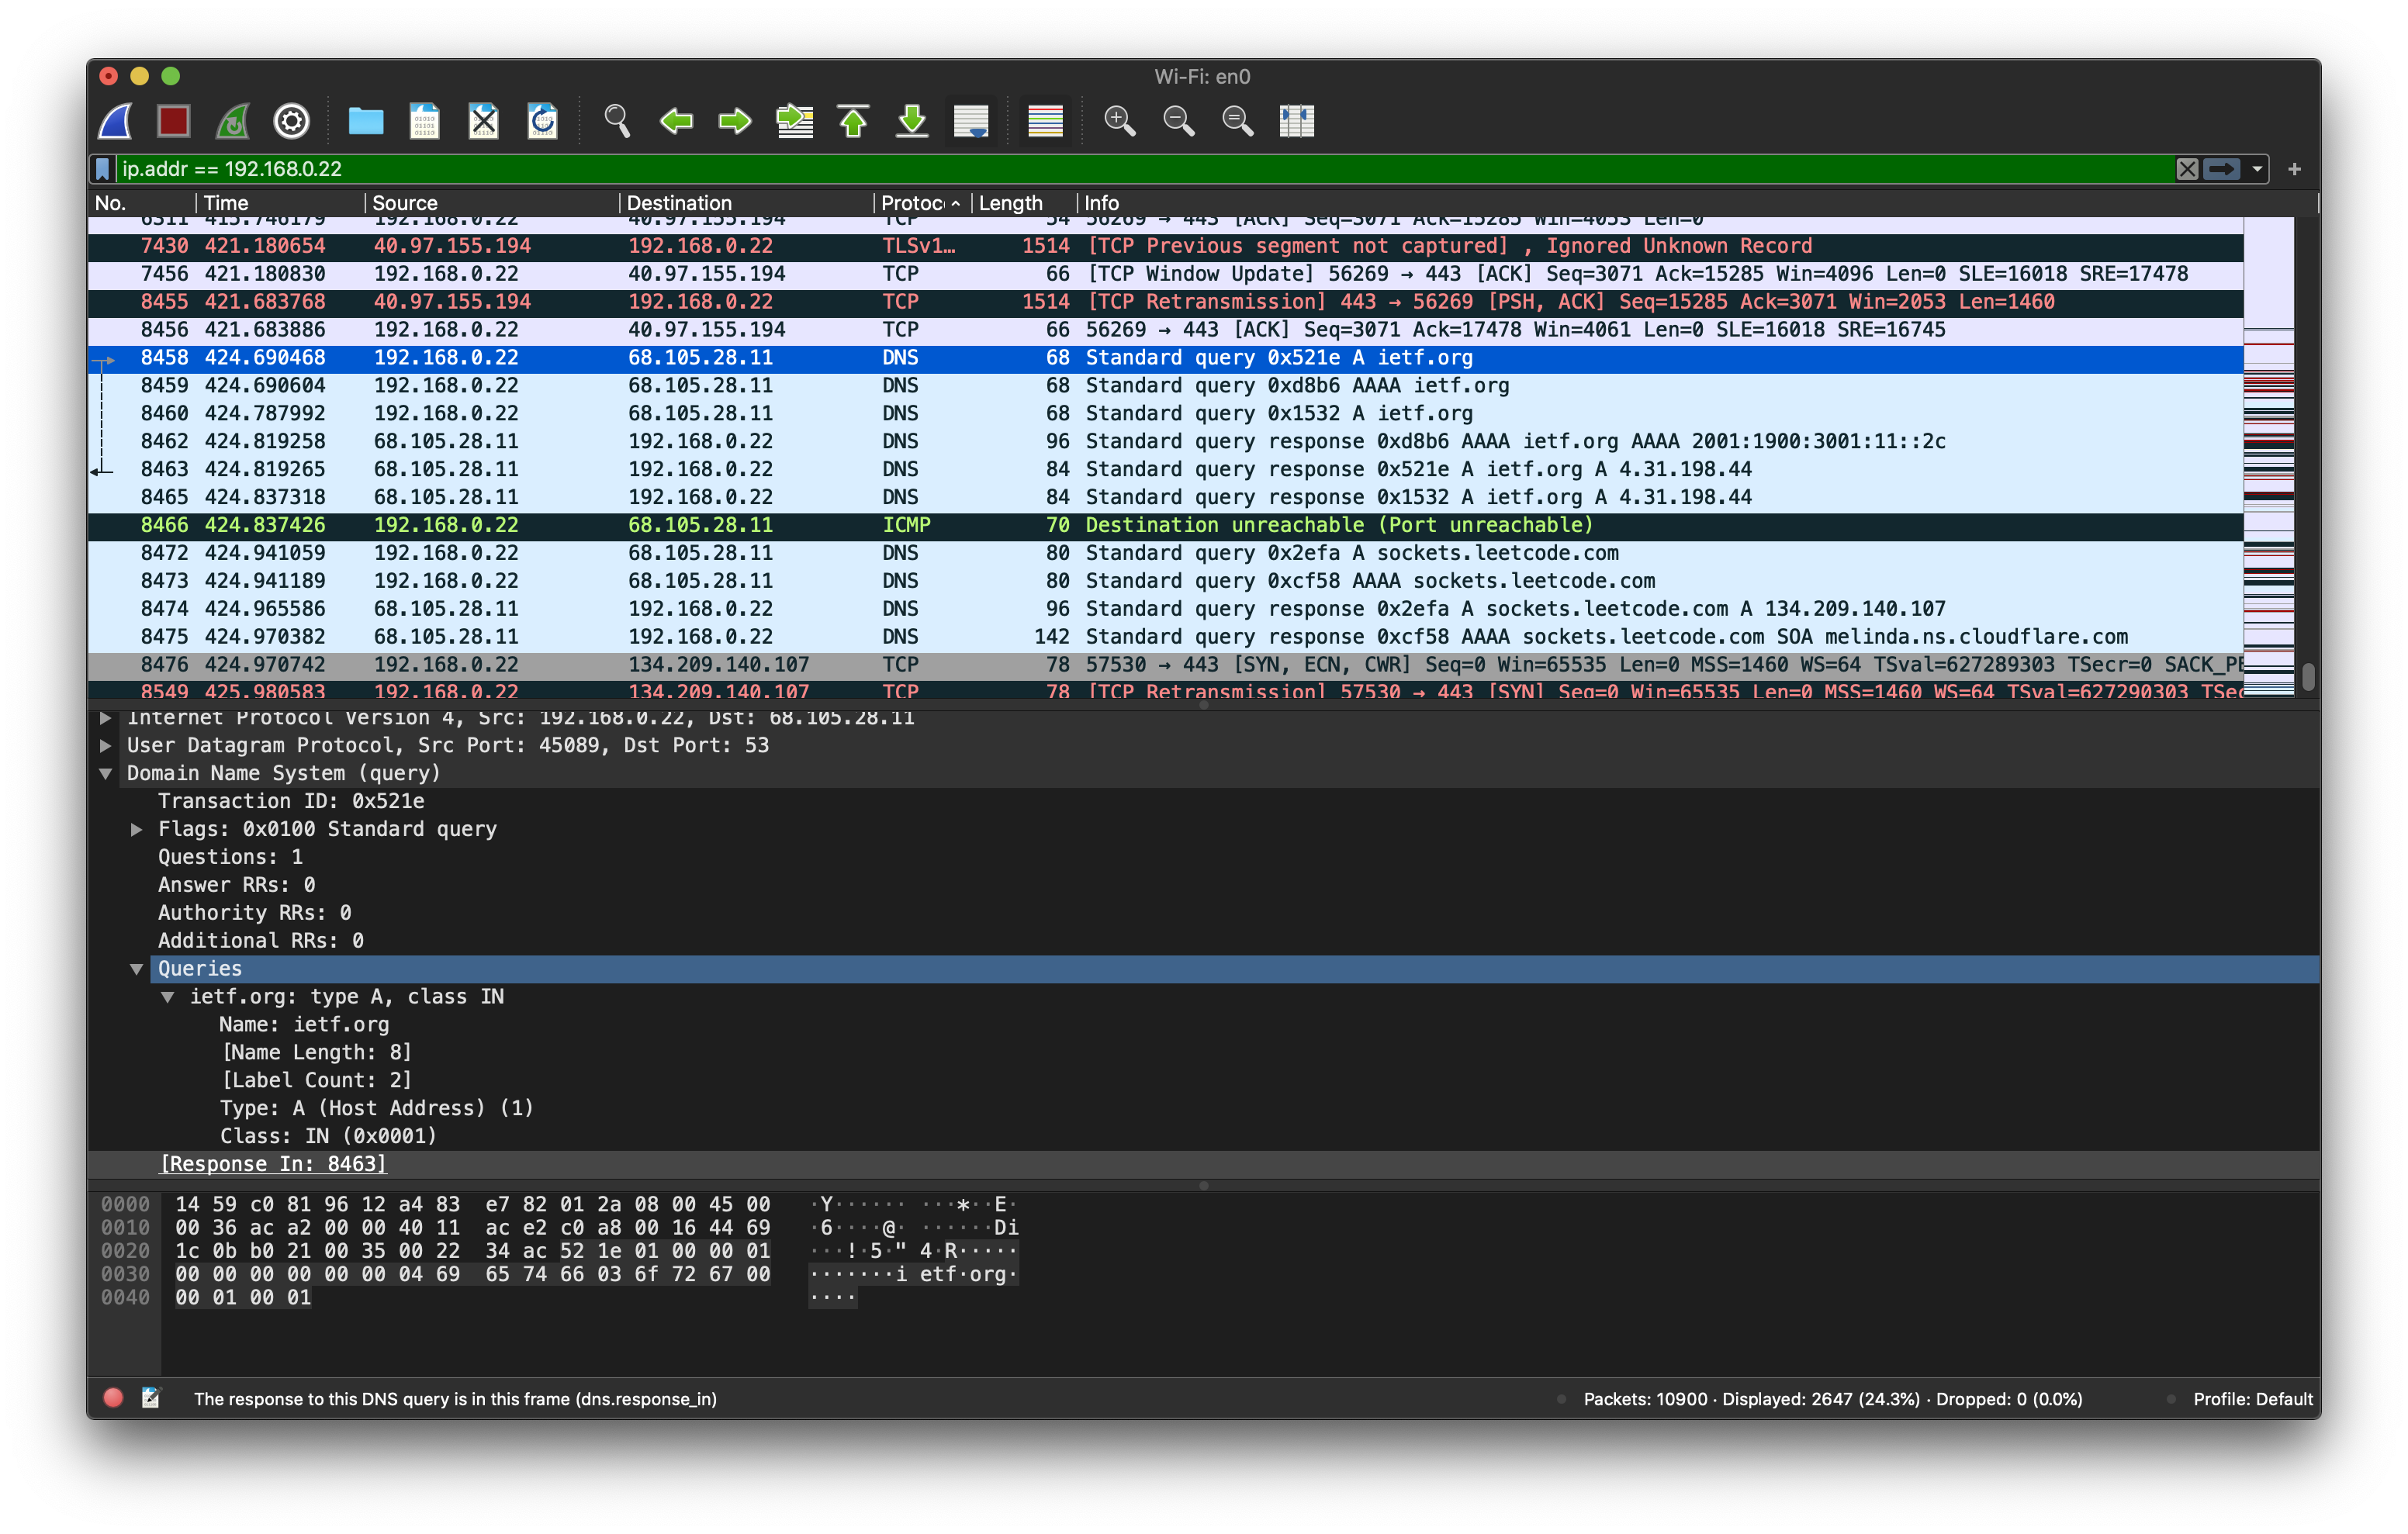 Wi-Fi: en0
ip.addr == 192.168.0.22
No. Time Source Destination Protoc Length Info
6311 415.746179 192.168.0.22 40.97.155.194 TCP 54 56269 → 443 [ACK] Seq=3071 Ack=15285 Win=4053 Len=0
7430 421.180654 40.97.155.194 192.168.0.22 TLSv1… 1514 [TCP Previous segment not captured] , Ignored Unknown Record
7456 421.180830 192.168.0.22 40.97.155.194 TCP 66 [TCP Window Update] 56269 → 443 [ACK] Seq=3071 Ack=15285 Win=4096 Len=0 SLE=16018 SRE=17478
8455 421.683768 40.97.155.194 192.168.0.22 TCP 1514 [TCP Retransmission] 443 → 56269 [PSH, ACK] Seq=15285 Ack=3071 Win=2053 Len=1460
8456 421.683886 192.168.0.22 40.97.155.194 TCP 66 56269 → 443 [ACK] Seq=3071 Ack=17478 Win=4061 Len=0 SLE=16018 SRE=16745
8458 424.690468 192.168.0.22 68.105.28.11 DNS 68 Standard query 0x521e A ietf.org
8459 424.690604 192.168.0.22 68.105.28.11 DNS 68 Standard query 0xd8b6 AAAA ietf.org
8460 424.787992 192.168.0.22 68.105.28.11 DNS 68 Standard query 0x1532 A ietf.org
8462 424.819258 68.105.28.11 192.168.0.22 DNS 96 Standard query response 0xd8b6 AAAA ietf.org AAAA 2001:1900:3001:11::2c
8463 424.819265 68.105.28.11 192.168.0.22 DNS 84 Standard query response 0x521e A ietf.org A 4.31.198.44
8465 424.837318 68.105.28.11 192.168.0.22 DNS 84 Standard query response 0x1532 A ietf.org A 4.31.198.44
8466 424.837426 192.168.0.22 68.105.28.11 ICMP 70 Destination unreachable (Port unreachable)
8472 424.941059 192.168.0.22 68.105.28.11 DNS 80 Standard query 0x2efa A sockets.leetcode.com
8473 424.941189 192.168.0.22 68.105.28.11 DNS 80 Standard query 0xcf58 AAAA sockets.leetcode.com
8474 424.965586 68.105.28.11 192.168.0.22 DNS 96 Standard query response 0x2efa A sockets.leetcode.com A 134.209.140.107
8475 424.970382 68.105.28.11 192.168.0.22 DNS 142 Standard query response 0xcf58 AAAA sockets.leetcode.com SOA melinda.ns.cloudflare.com
8476 424.970742 192.168.0.22 134.209.140.107 TCP 78 57530 → 443 [SYN, ECN, CWR] Seq=0 Win=65535 Len=0 MSS=1460 WS=64 TSval=627289303 TSecr=0 SACK_PE
8549 425.980583 192.168.0.22 134.209.140.107 TCP 78 [TCP Retransmission] 57530 → 443 [SYN] Seq=0 Win=65535 Len=0 MSS=1460 WS=64 TSval=627290303 TSec
Internet Protocol Version 4, Src: 192.168.0.22, Dst: 68.105.28.11
User Datagram Protocol, Src Port: 45089, Dst Port: 53
Domain Name System (query)
Transaction ID: 0x521e
Flags: 0x0100 Standard query
Questions: 1
Answer RRs: 0
Authority RRs: 0
Additional RRs: 0
Queries
ietf.org: type A, class IN
Name: ietf.org
[Name Length: 8]
[Label Count: 2]
Type: A (Host Address) (1)
Class: IN (0x0001)
[Response In: 8463]
0000 14 59 c0 81 96 12 a4 83 e7 82 01 2a 08 00 45 00 ·Y······ ···*··E·
0010 00 36 ac a2 00 00 40 11 ac e2 c0 a8 00 16 44 69 ·6····@· ······Di
0020 1c 0b b0 21 00 35 00 22 34 ac 52 1e 01 00 00 01 ···!·5·" 4·R·····
0030 00 00 00 00 00 00 04 69 65 74 66 03 6f 72 67 00 ·······i etf·org·
0040 00 01 00 01 ····
The response to this DNS query is in this frame (dns.response_in)
Packets: 10900 · Displayed: 2647 (24.3%) · Dropped: 0 (0.0%)
Profile: Default